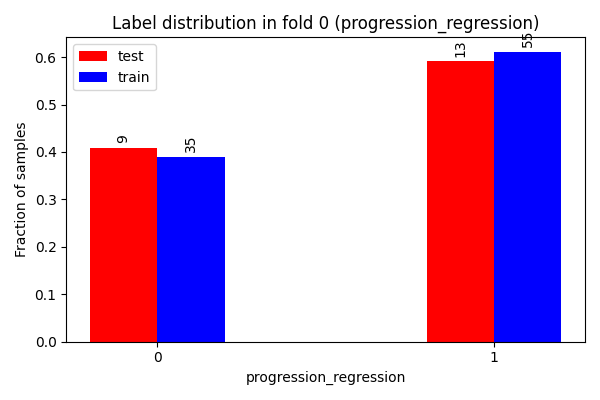 Label distribution in fold 0 (progression_regression)
test
train
9
35
13
55
0.6
0.5
0.4
0.3
0.2
0.1
0.0
Fraction of samples
0
1
progression_regression